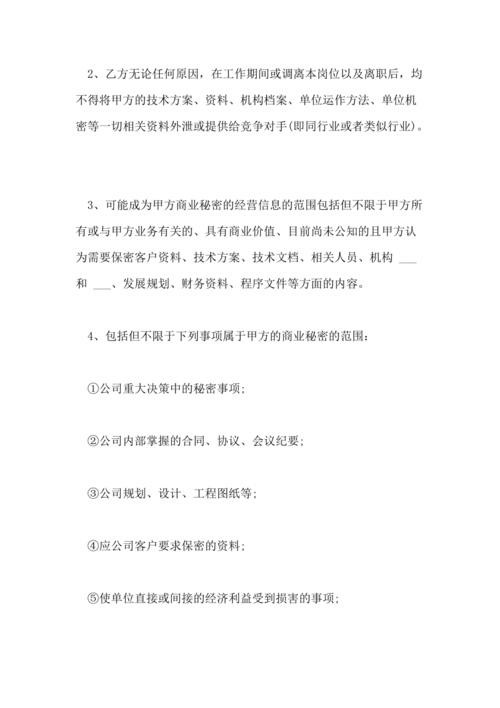 2、乙方无论任何原因，在工作期间或调离本岗位以及离职后，均
不得将甲方的技术方案、资料、机构档案、单位运作方法、单位机
密等一切相关资料外泄或提供给竞争对手(即同行业或者类似行业)。
3、可能成为甲方商业秘密的经营信息的范围包括但不限于甲方所
有或与甲方业务有关的、具有商业价值、目前尚未公知的且甲方认
为需要保密客户资料、技术方案、技术文档、相关人员、机构 ___
和 ___、发展规划、财务资料、程序文件等方面的内容。
4、包括但不限于下列事项属于甲方的商业秘密的范围：
①公司重大决策中的秘密事项;
②公司内部掌握的合同、协议、会议纪要;
③公司规划、设计、工程图纸等;
④应公司客户要求保密的资料;
⑤使单位直接或间接的经济利益受到损害的事项;